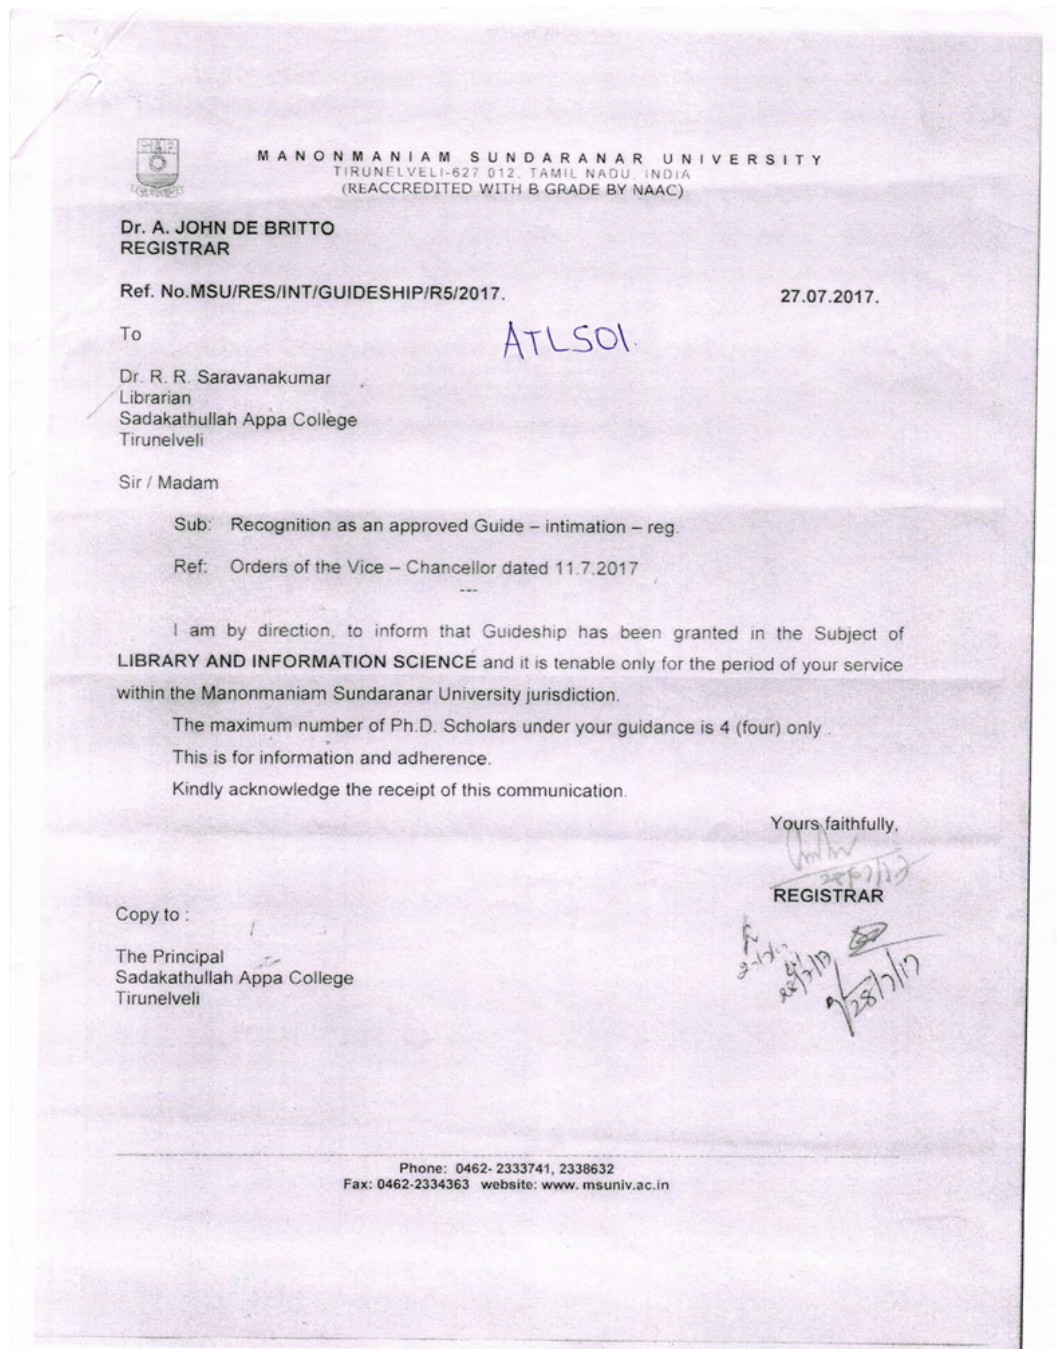 MANONMANIAM SUNDARANAR UNIVERSITY
TIRUNELVELI-627 012, TAMIL NADU, INDIA
(REACCREDITED WITH B GRADE BY NAAC)
Dr. A. JOHN DE BRITTO
REGISTRAR
Ref. No.MSU/RES/INT/GUIDESHIP/R5/2017.
27.07.2017.
To
ATLS01.
Dr. R. R. Saravanakumar
Librarian
Sadakathullah Appa College
Tirunelveli
Sir / Madam
Sub: Recognition as an approved Guide – intimation – reg.
Ref: Orders of the Vice – Chancellor dated 11.7.2017
---
I am by direction, to inform that Guideship has been granted in the Subject of
LIBRARY AND INFORMATION SCIENCE and it is tenable only for the period of your service
within the Manonmaniam Sundaranar University jurisdiction.
The maximum number of Ph.D. Scholars under your guidance is 4 (four) only .
This is for information and adherence.
Kindly acknowledge the receipt of this communication.
Yours faithfully,
28/07/17
REGISTRAR
Copy to :
The Principal
Sadakathullah Appa College
Tirunelveli
28/7/17
28/7/17
Phone: 0462- 2333741, 2338632
Fax: 0462-2334363 website: www. msuniv.ac.in